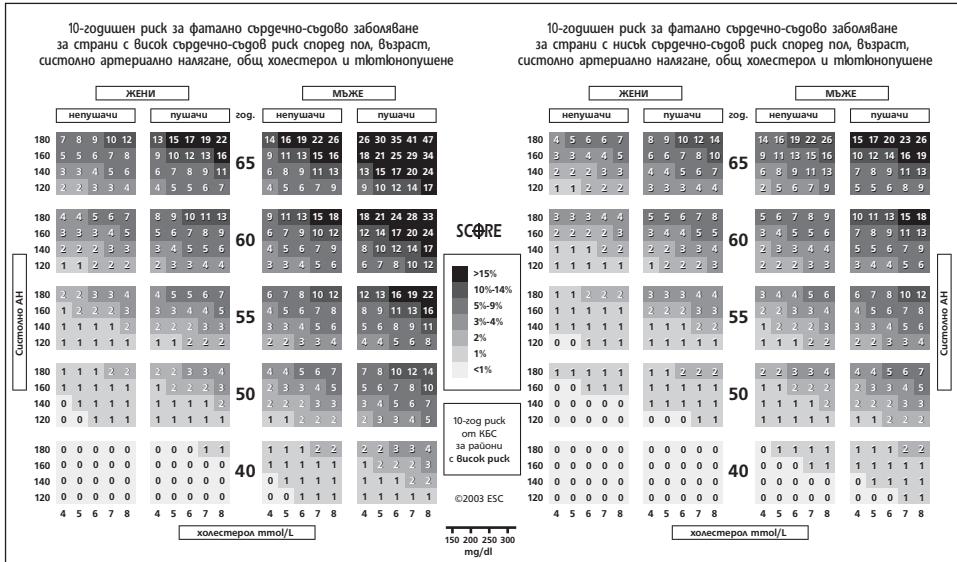 10-годишен риск за фатално сърдечно-съдово заболяване
за страни с висок сърдечно-съдов риск според пол, възраст,
систолно артериално налягане, общ холестерол и тютюнопушене
ЖЕНИ МЪЖЕ
непушачи пушачи год. непушачи пушачи
180 7 8 9 10 12 13 15 17 19 22 14 16 19 22 26 26 30 35 41 47
160 5 5 6 7 8 9 10 12 13 16 65 9 11 13 15 16 18 21 25 29 34
140 3 3 4 5 6 6 7 8 9 11 6 8 9 11 13 13 15 17 20 24
120 2 2 3 3 4 4 5 5 6 7 4 5 6 7 9 9 10 12 14 17
180 4 4 5 6 7 8 9 10 11 13 9 11 13 15 18 18 21 24 28 33
160 3 3 3 4 5 5 6 7 8 9 60 6 7 9 10 12 12 14 17 20 24
140 2 2 2 3 3 3 4 5 5 6 4 5 6 7 9 8 10 12 14 17
120 1 1 2 2 2 2 3 3 4 4 3 3 4 5 6 6 7 8 10 12
180 2 2 3 3 4 4 5 5 6 7 6 7 8 10 12 12 13 16 19 22
160 1 2 2 2 3 3 3 4 4 5 55 4 5 6 7 8 8 9 11 13 16
140 1 1 1 1 2 2 2 2 3 3 3 3 4 5 6 5 6 8 9 11
120 1 1 1 1 1 1 1 2 2 2 2 2 3 3 4 4 4 5 6 8
180 1 1 1 2 2 2 2 3 3 4 4 4 5 6 7 7 8 10 12 14
160 1 1 1 1 1 1 2 2 2 3 50 2 3 3 4 5 5 6 7 8 10
140 0 1 1 1 1 1 1 1 1 2 2 2 2 3 3 3 4 5 6 7
120 0 0 1 1 1 1 1 1 1 1 1 1 2 2 2 2 3 3 4 5
180 0 0 0 0 0 0 0 0 1 1 1 1 1 2 2 2 2 3 3 4
160 0 0 0 0 0 0 0 0 0 0 40 1 1 1 1 1 1 2 2 2 3
140 0 0 0 0 0 0 0 0 0 0 0 1 1 1 1 1 1 1 2 2
120 0 0 0 0 0 0 0 0 0 0 0 0 1 1 1 1 1 1 1 1
4 5 6 7 8 4 5 6 7 8 4 5 6 7 8 4 5 6 7 8
Систолно АН
холестерол mmol/L
SCORE
>15%
10%-14%
5%-9%
3%-4%
2%
1%
<1%
10-год риск
от КБС
за райони
с висок риск
©2003 ESC
150 200 250 300
mg/dl
10-годишен риск за фатално сърдечно-съдово заболяване
за страни с нисък сърдечно-съдов риск според пол, възраст,
систолно артериално налягане, общ холестерол и тютюнопушене
ЖЕНИ МЪЖЕ
непушачи пушачи год. непушачи пушачи
180 4 5 6 6 7 8 9 10 12 14 14 16 19 22 26 15 17 20 23 26
160 3 3 4 4 5 6 6 7 8 10 65 9 11 13 15 16 10 12 14 16 19
140 2 2 2 3 3 4 4 5 6 7 6 8 9 11 13 7 8 9 11 13
120 1 1 2 2 2 3 3 3 4 4 2 5 6 7 9 5 5 6 8 9
180 3 3 3 4 4 5 5 6 7 8 5 6 7 8 9 10 11 13 15 18
160 2 2 2 2 3 3 4 4 5 5 60 3 4 5 5 6 7 8 9 11 13
140 1 1 1 1 2 2 2 3 3 4 2 3 3 4 4 5 5 6 7 9
120 1 1 1 1 1 1 2 2 2 2 2 2 2 3 3 3 4 4 5 6
180 1 1 2 2 2 3 3 3 4 4 3 4 4 5 6 6 7 8 10 12
160 1 1 1 1 1 2 2 2 3 3 55 2 2 3 3 4 4 5 6 7 8
140 1 1 1 1 1 1 1 1 2 2 1 2 2 2 3 3 3 4 5 6
120 0 0 1 1 1 1 1 1 1 1 1 1 1 2 2 2 2 3 3 4
180 1 1 1 1 1 1 1 2 2 2 2 2 3 3 4 4 4 5 6 7
160 0 0 1 1 1 1 1 1 1 1 50 1 2 2 2 2 2 3 3 4 5
140 0 0 0 0 0 0 1 1 1 1 1 1 1 1 2 2 2 2 3 3
120 0 0 0 0 0 0 0 0 1 1 1 1 1 1 1 1 1 2 2 2
180 0 0 0 0 0 0 0 0 0 0 0 1 1 1 1 1 1 1 2 2
160 0 0 0 0 0 0 0 0 0 0 40 0 0 0 1 1 1 1 1 1 1
140 0 0 0 0 0 0 0 0 0 0 0 0 0 0 0 0 1 1 1 1
120 0 0 0 0 0 0 0 0 0 0 0 0 0 0 0 0 0 0 1 1
4 5 6 7 8 4 5 6 7 8 4 5 6 7 8 4 5 6 7 8
холестерол mmol/L
Систолно АН